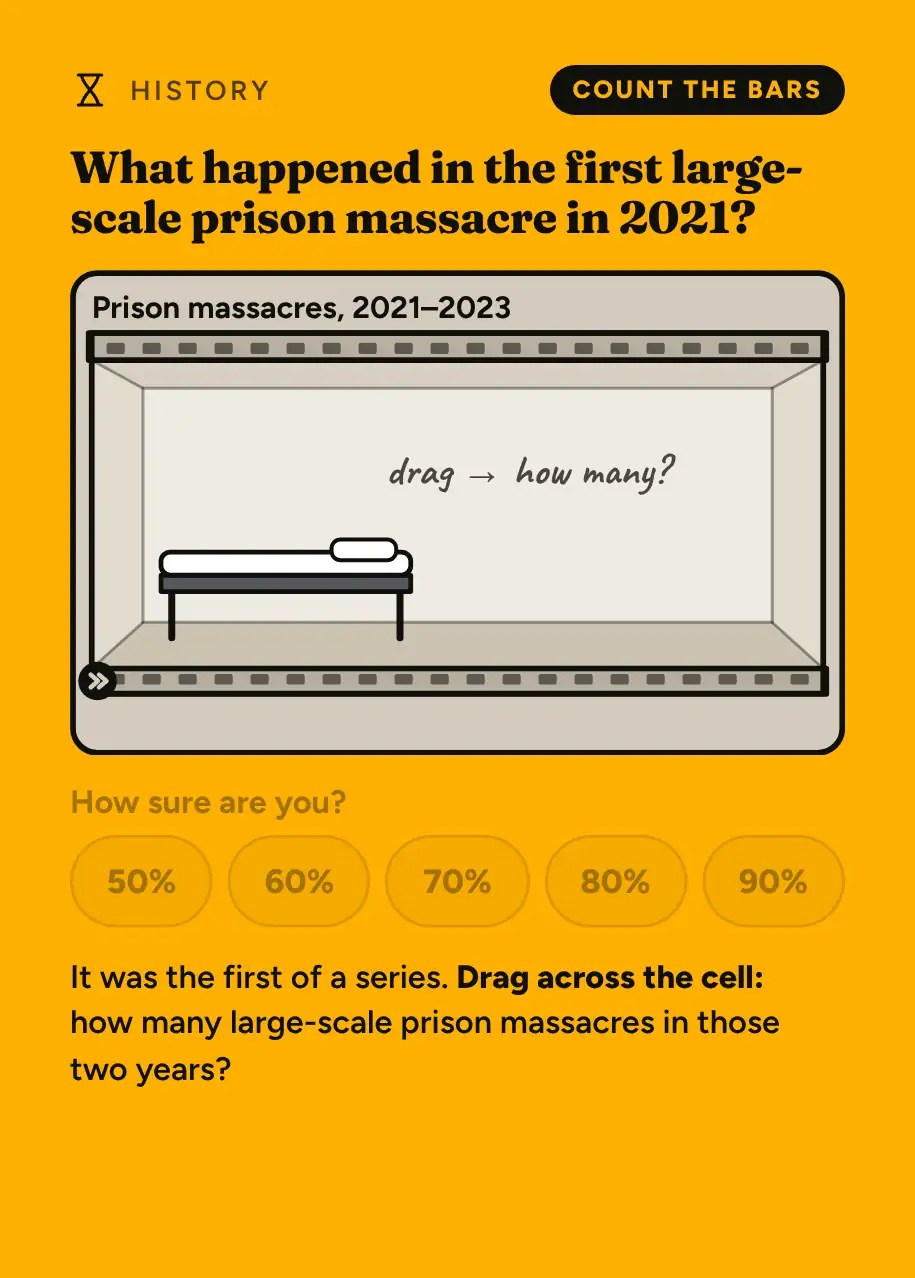 HISTORY
COUNT THE BARS
What happened in the first large-
scale prison massacre in 2021?
Prison massacres, 2021–2023
drag → how many?
How sure are you?
50% 60% 70% 80% 90%
It was the first of a series. Drag across the cell:
how many large-scale prison massacres in those
two years?